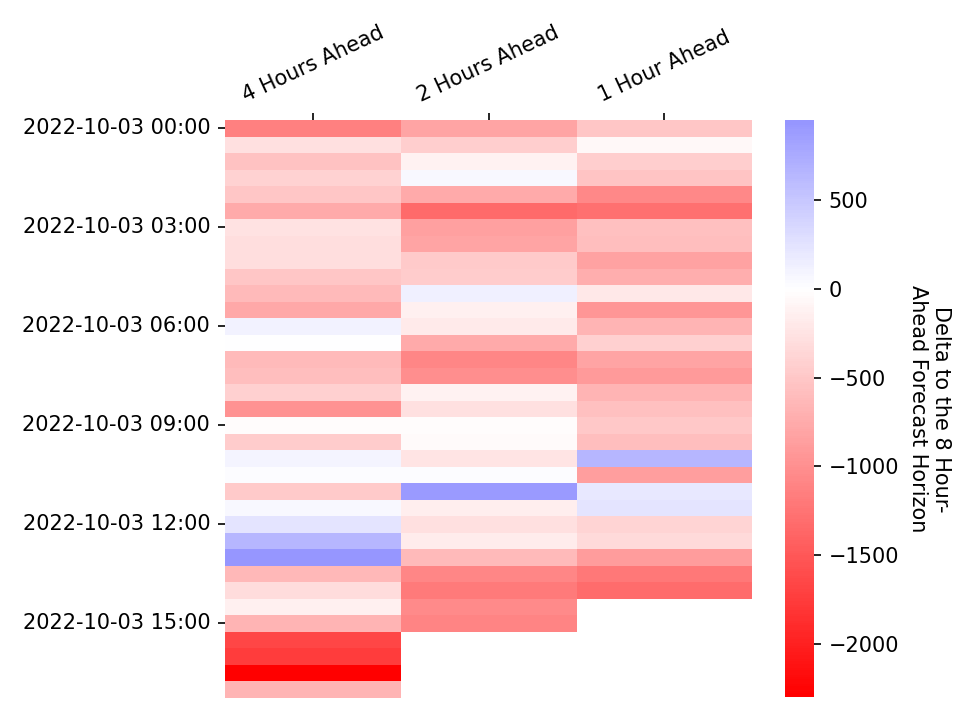 4 Hours Ahead
2 Hours Ahead
1 Hour Ahead
2022-10-03 00:00
2022-10-03 03:00
2022-10-03 06:00
2022-10-03 09:00
2022-10-03 12:00
2022-10-03 15:00
500
0
−500
−1000
−1500
−2000
Delta to the 8 Hour-
Ahead Forecast Horizon